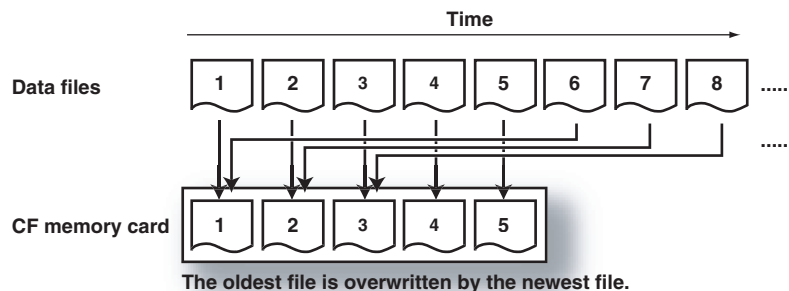 Time
Data files 1 2 3 4 5 6 7 8 .....
.....
CF memory card 1 2 3 4 5
The oldest file is overwritten by the newest file.